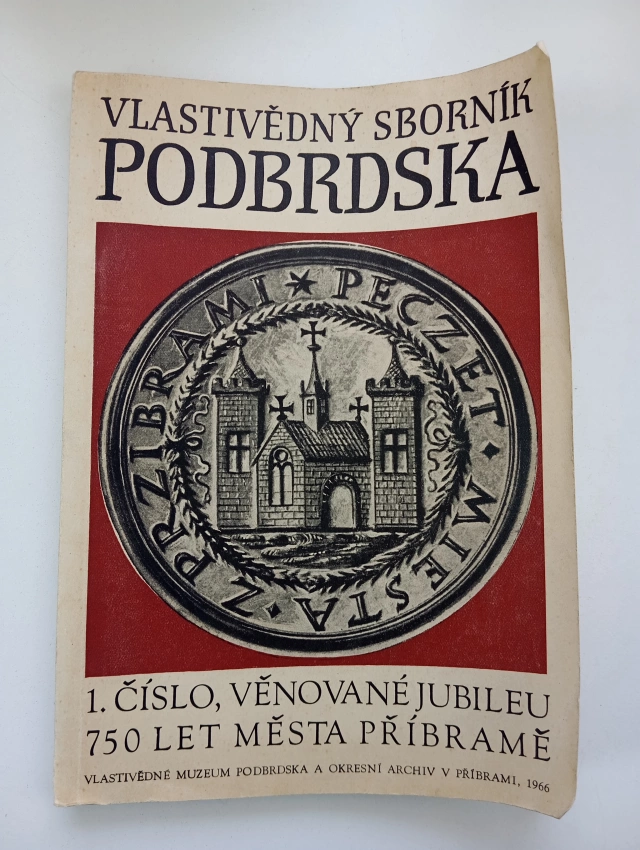 VLASTIVĚDNÝ SBORNÍK
PODBRDSKA
PECZET · MIESTA · Z PRZIBRAMI
1. ČÍSLO, VĚNOVANÉ JUBILEU
750 LET MĚSTA PŘÍBRAMĚ
VLASTIVĚDNÉ MUZEUM PODBRDSKA A OKRESNÍ ARCHIV V PŘÍBRAMI, 1966